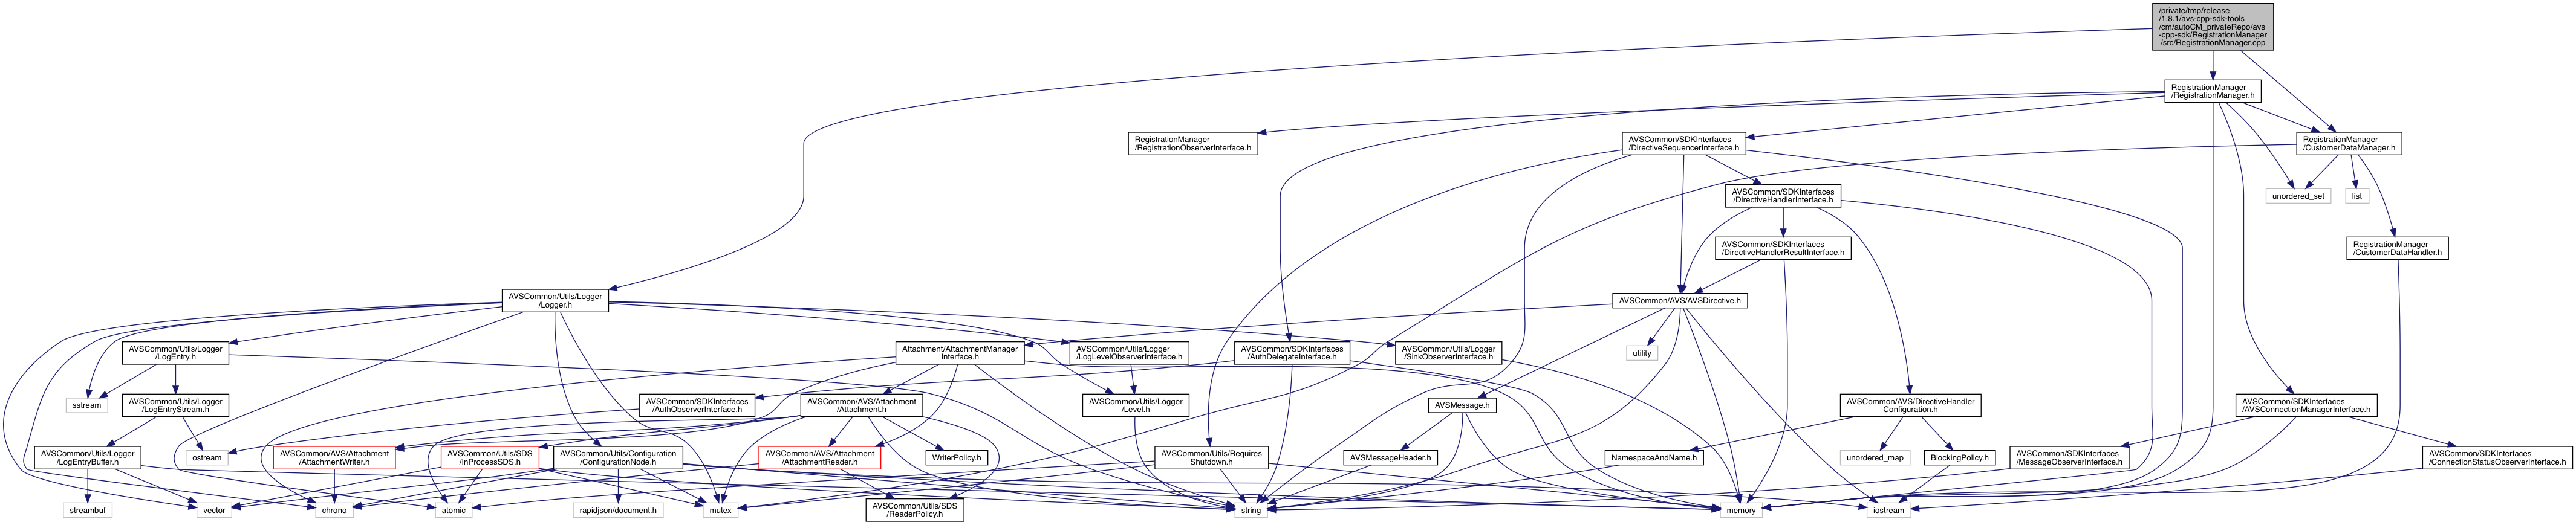 /private/tmp/release
/1.8.1/avs-cpp-sdk-tools
/cm/autoCM_privateRepo/avs
-cpp-sdk/RegistrationManager
/src/RegistrationManager.cpp
RegistrationManager
/RegistrationManager.h
RegistrationManager
/RegistrationObserverInterface.h
AVSCommon/SDKInterfaces
/DirectiveSequencerInterface.h
RegistrationManager
/CustomerDataManager.h
AVSCommon/SDKInterfaces
/DirectiveHandlerInterface.h
unordered_set
list
AVSCommon/SDKInterfaces
/DirectiveHandlerResultInterface.h
RegistrationManager
/CustomerDataHandler.h
AVSCommon/Utils/Logger
/Logger.h
AVSCommon/AVS/AVSDirective.h
AVSCommon/Utils/Logger
/LogEntry.h
Attachment/AttachmentManager
Interface.h
AVSCommon/Utils/Logger
/LogLevelObserverInterface.h
AVSCommon/SDKInterfaces
/AuthDelegateInterface.h
AVSCommon/Utils/Logger
/SinkObserverInterface.h
utility
sstream
AVSCommon/Utils/Logger
/LogEntryStream.h
AVSCommon/SDKInterfaces
/AuthObserverInterface.h
AVSCommon/AVS/Attachment
/Attachment.h
AVSCommon/Utils/Logger
/Level.h
AVSMessage.h
AVSCommon/AVS/DirectiveHandler
Configuration.h
AVSCommon/SDKInterfaces
/AVSConnectionManagerInterface.h
AVSCommon/Utils/Logger
/LogEntryBuffer.h
ostream
AVSCommon/AVS/Attachment
/AttachmentWriter.h
AVSCommon/Utils/SDS
/InProcessSDS.h
AVSCommon/Utils/Configuration
/ConfigurationNode.h
AVSCommon/AVS/Attachment
/AttachmentReader.h
WriterPolicy.h
AVSCommon/Utils/Requires
Shutdown.h
AVSMessageHeader.h
NamespaceAndName.h
unordered_map
BlockingPolicy.h
AVSCommon/SDKInterfaces
/MessageObserverInterface.h
AVSCommon/SDKInterfaces
/ConnectionStatusObserverInterface.h
streambuf
vector
chrono
atomic
rapidjson/document.h
mutex
AVSCommon/Utils/SDS
/ReaderPolicy.h
string
memory
iostream